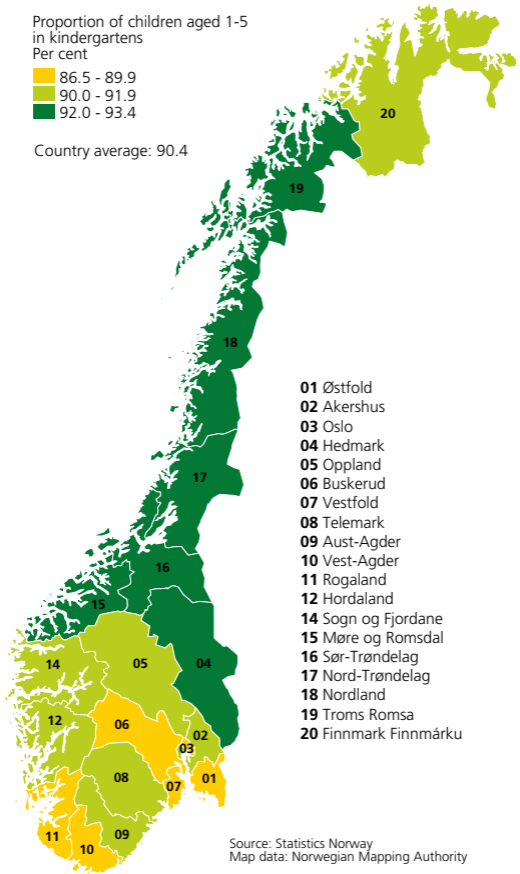 Proportion of children aged 1-5
in kindergartens
Per cent
86.5 - 89.9
90.0 - 91.9
92.0 - 93.4
Country average: 90.4
20
19
18
17
16
15
14
05
04
12
06
02
03
08
07
01
11
10
09
01 Østfold
02 Akershus
03 Oslo
04 Hedmark
05 Oppland
06 Buskerud
07 Vestfold
08 Telemark
09 Aust-Agder
10 Vest-Agder
11 Rogaland
12 Hordaland
14 Sogn og Fjordane
15 Møre og Romsdal
16 Sør-Trøndelag
17 Nord-Trøndelag
18 Nordland
19 Troms Romsa
20 Finnmark Finnmárku
Source: Statistics Norway
Map data: Norwegian Mapping Authority